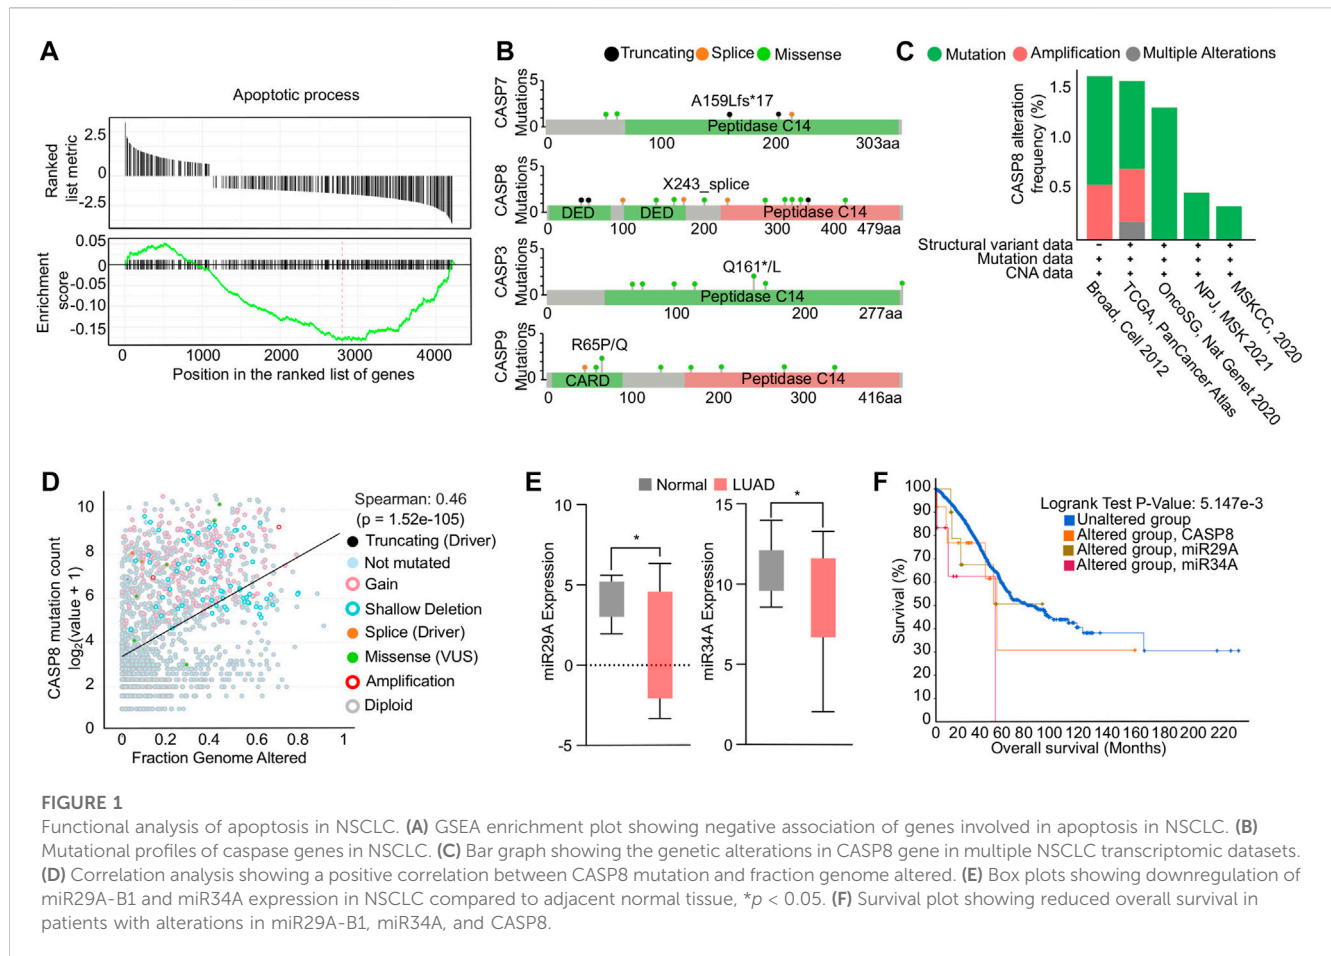 A
Apoptotic process
Ranked
list metric
2.5
0
-2.5
Enrichment
score
0.05
0
-0.05
-0.10
-0.15
0 1000 2000 3000 4000
Position in the ranked list of genes
B
Truncating Splice Missense
CASP7
Mutations
5
0
A159Lfs*17
Peptidase C14
100 200 303aa
CASP8
Mutations
5
0
X243_splice
DED DED Peptidase C14
100 200 300 400 479aa
CASP3
Mutations
5
0
Q161*/L
Peptidase C14
100 200 277aa
CASP9
Mutations
5
0
R65P/Q
CARD Peptidase C14
100 200 300 416aa
C
Mutation Amplification Multiple Alterations
CASP8 alteration
frequency (%)
1.5
1.0
0.5
Structural variant data - + + + +
Mutation data + + + + +
CNA data + + + + +
Broad, Cell 2012
TCGA, PanCancer Atlas
OncoSG, Nat Genet 2020
NPJ, MSK 2021
MSKCC, 2020
D
CASP8 mutation count
log2(value + 1)
10
8
6
4
2
0
0 0.2 0.4 0.6 0.8 1
Fraction Genome Altered
Spearman: 0.46
(p = 1.52e-105)
Truncating (Driver)
Not mutated
Gain
Shallow Deletion
Splice (Driver)
Missense (VUS)
Amplification
Diploid
E
Normal LUAD
miR29A Expression
10
5
0
-5
*
miR34A Expression
15
10
5
0
*
F
Survival (%)
100
90
80
70
60
50
40
30
20
10
0
0 20 40 60 80 100 120 140 160 180 200 220
Overall survival (Months)
Logrank Test P-Value: 5.147e-3
Unaltered group
Altered group, CASP8
Altered group, miR29A
Altered group, miR34A
FIGURE 1
Functional analysis of apoptosis in NSCLC. (A) GSEA enrichment plot showing negative association of genes involved in apoptosis in NSCLC. (B)
Mutational profiles of caspase genes in NSCLC. (C) Bar graph showing the genetic alterations in CASP8 gene in multiple NSCLC transcriptomic datasets.
(D) Correlation analysis showing a positive correlation between CASP8 mutation and fraction genome altered. (E) Box plots showing downregulation of
miR29A-B1 and miR34A expression in NSCLC compared to adjacent normal tissue, *p < 0.05. (F) Survival plot showing reduced overall survival in
patients with alterations in miR29A-B1, miR34A, and CASP8.